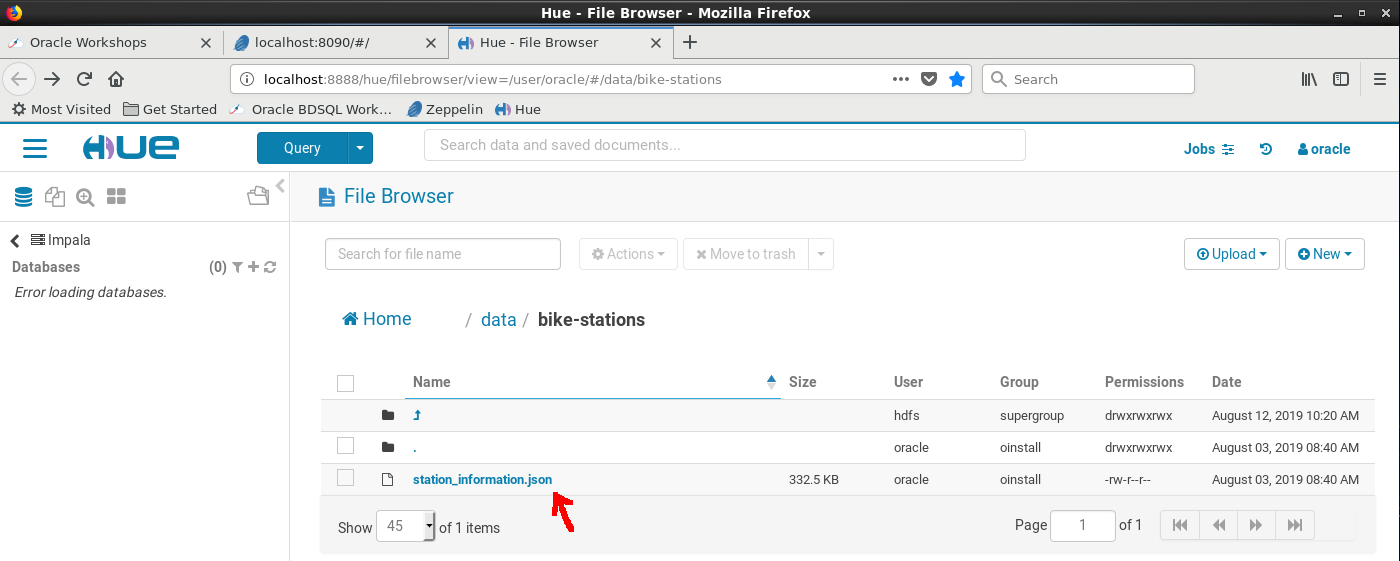 Hue - File Browser - Mozilla Firefox
Oracle Workshops
localhost:8090/#/
Hue - File Browser
localhost:8888/hue/filebrowser/view=/user/oracle/#/data/bike-stations
Search
Most Visited Get Started Oracle BDSQL Work... Zeppelin Hue
HUE Query Search data and saved documents... Jobs oracle
File Browser
Impala
Databases (0)
Error loading databases.
Search for file name Actions Move to trash Upload New
Home / data / bike-stations
Name Size User Group Permissions Date
hdfs supergroup drwxrwxrwx August 12, 2019 10:20 AM
. oracle oinstall drwxrwxrwx August 03, 2019 08:40 AM
station_information.json 332.5 KB oracle oinstall -rw-r--r-- August 03, 2019 08:40 AM
Show 45 of 1 items Page 1 of 1